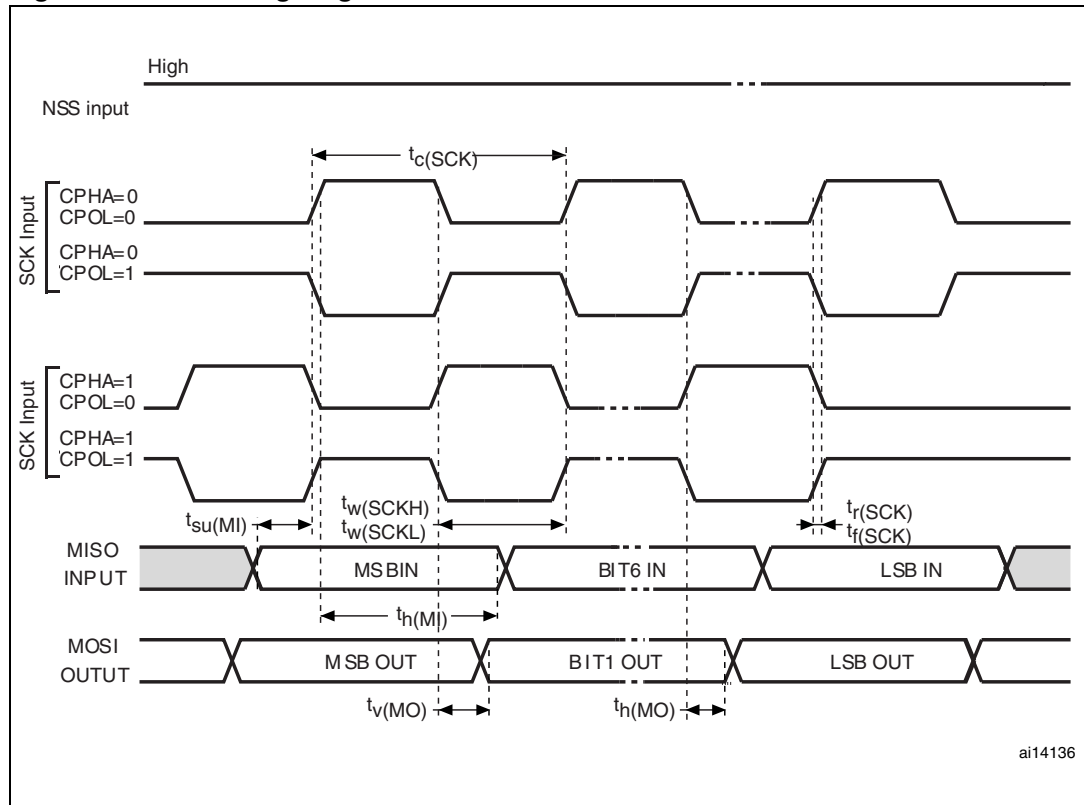 High
NSS input
tc(SCK)
SCK Input
CPHA=0
CPOL=0
CPHA=0
CPOL=1
SCK Input
CPHA=1
CPOL=0
CPHA=1
CPOL=1
tsu(MI)
tw(SCKH)
tw(SCKL)
tr(SCK)
tf(SCK)
MISO
INPUT
MSBIN
BIT6 IN
LSB IN
th(MI)
MOSI
OUTUT
MSB OUT
BIT1 OUT
LSB OUT
tv(MO)
th(MO)
ai14136